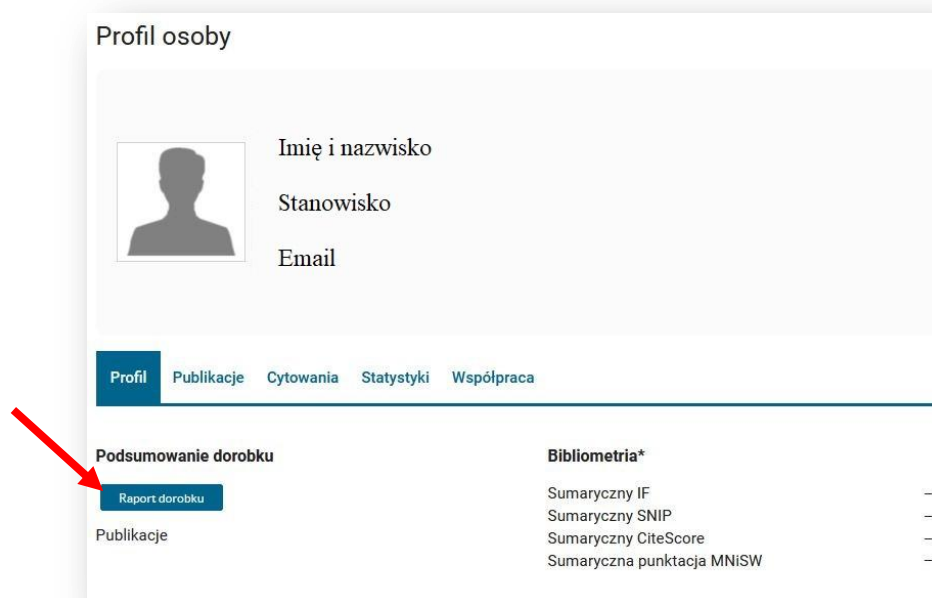 Profil osoby
Imię i nazwisko
Stanowisko
Email
Profil Publikacje Cytowania Statystyki Współpraca
Podsumowanie dorobku
Raport dorobku
Publikacje
Bibliometria*
Sumaryczny IF –
Sumaryczny SNIP –
Sumaryczny CiteScore –
Sumaryczna punktacja MNiSW –